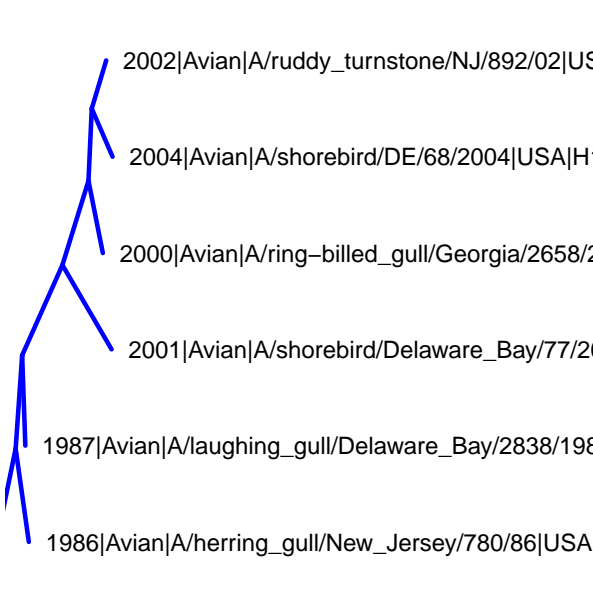 2002|Avian|A/ruddy_turnstone/NJ/892/02|US
2004|Avian|A/shorebird/DE/68/2004|USA|H
2000|Avian|A/ring−billed_gull/Georgia/2658/2
2001|Avian|A/shorebird/Delaware_Bay/77/20
1987|Avian|A/laughing_gull/Delaware_Bay/2838/198
1986|Avian|A/herring_gull/New_Jersey/780/86|USA